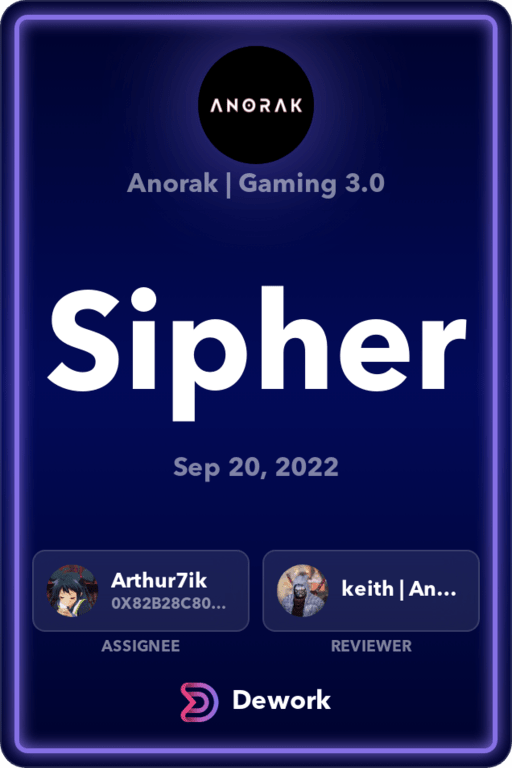 ANORAK
Anorak | Gaming 3.0
Sipher
Sep 20, 2022
Arthur7ik
0X82B28C80...
ASSIGNEE
keith | An...
REVIEWER
Dework